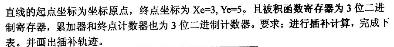 直线的起点坐标为坐标原点，终点坐标为 Xe=3, Ye=5。且被积函数寄存器为 3 位二进
制寄存器，累加器和终点计数器也为 3 位二进制计数器。要求：进行插补计算，完成下
表。并画出插补轨迹。